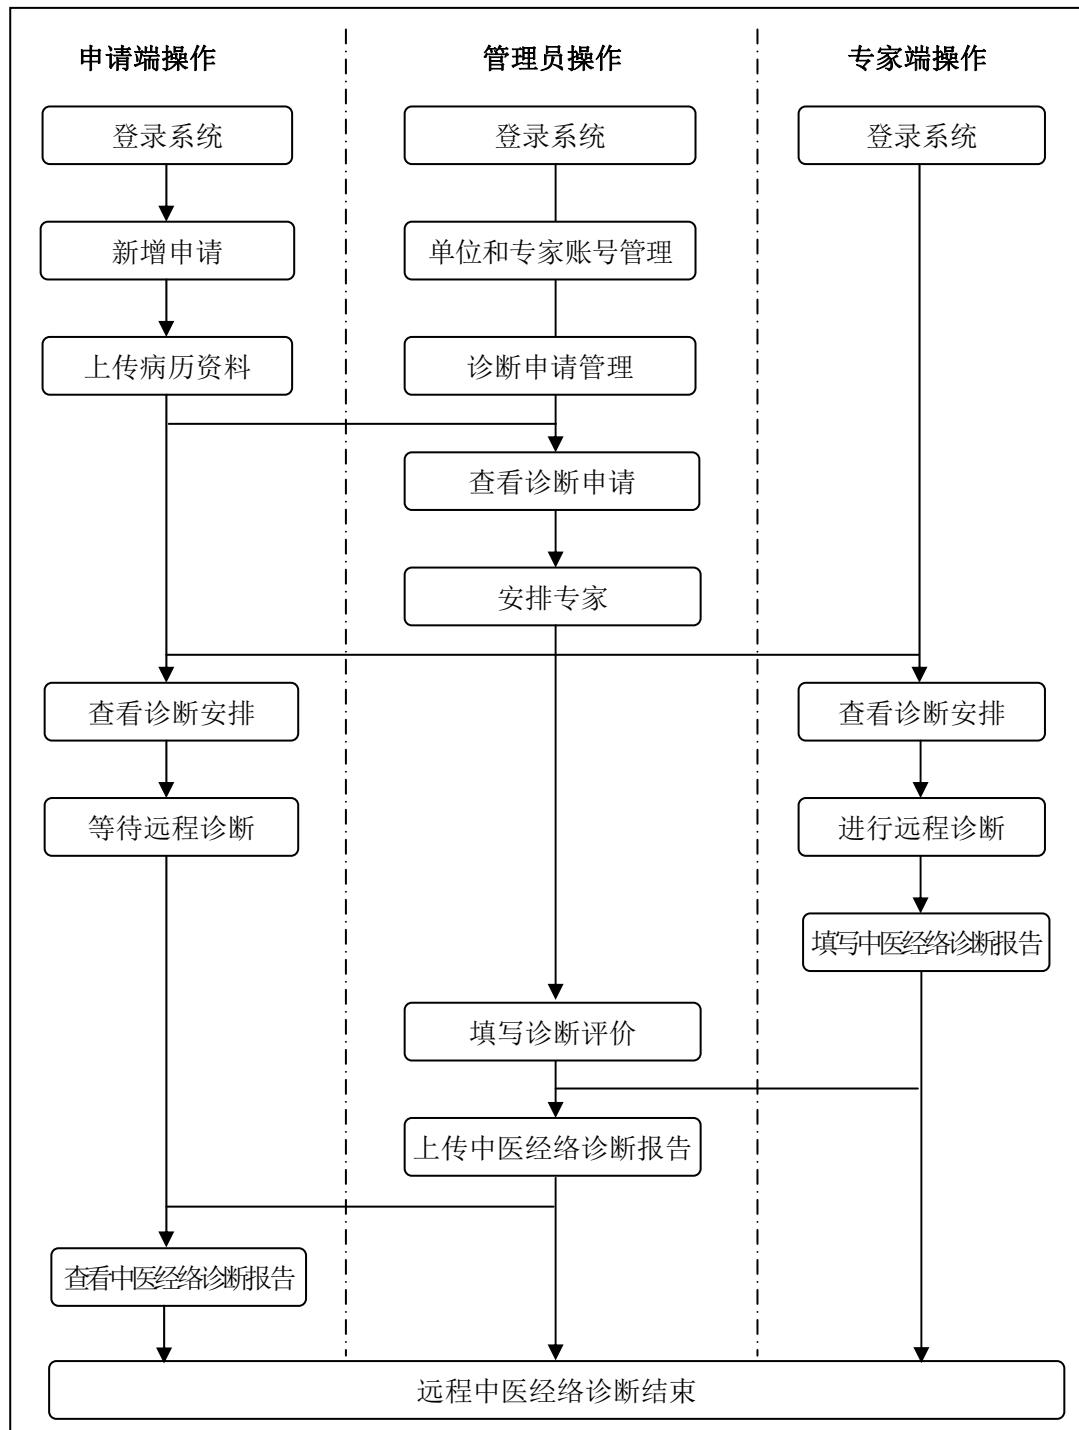 申请端操作
管理员操作
专家端操作
登录系统
登录系统
登录系统
新增申请
单位和专家账号管理
上传病历资料
诊断申请管理
查看诊断申请
安排专家
查看诊断安排
查看诊断安排
等待远程诊断
进行远程诊断
填写中医经络诊断报告
填写诊断评价
上传中医经络诊断报告
查看中医经络诊断报告
远程中医经络诊断结束